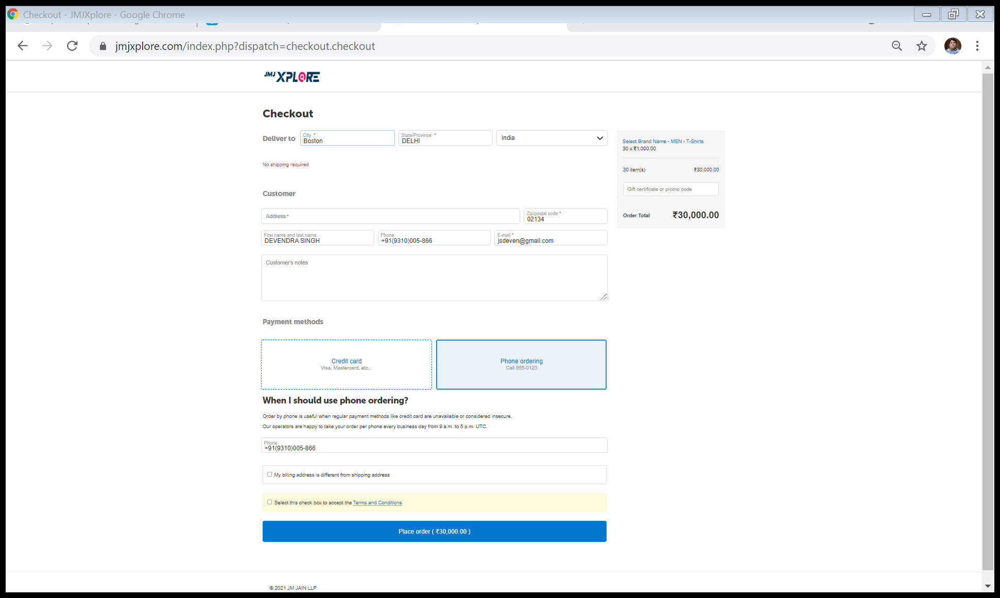 Checkout - JMJXplore - Google Chrome
jmjxplore.com/index.php?dispatch=checkout.checkout
JMJ XPLORE
Checkout
Deliver to
City *
Boston
State/Province *
DELHI
India
No shipping required
Customer
Address *
Zip/postal code *
02134
First name and last name
DEVENDRA SINGH
Phone
+91(9310)005-866
E-mail *
jsdeven@gmail.com
Customer's notes
Payment methods
Credit card
Visa, Mastercard, etc...
Phone ordering
Call 555-0123
When I should use phone ordering?
Order by phone is useful when regular payment methods like credit card are unavailable or considered insecure.
Our operators are happy to take your order per phone every business day from 9 a.m. to 5 p.m. UTC.
Phone
+91(9310)005-866
My billing address is different from shipping address
Select this check box to accept the Terms and Conditions
Place order ( ₹30,000.00 )
Select Brand Name - MEN - T-Shirts
30 x ₹1,000.00
30 item(s) ₹30,000.00
Gift certificate or promo code
Order Total ₹30,000.00
© 2021 JM JAIN LLP.